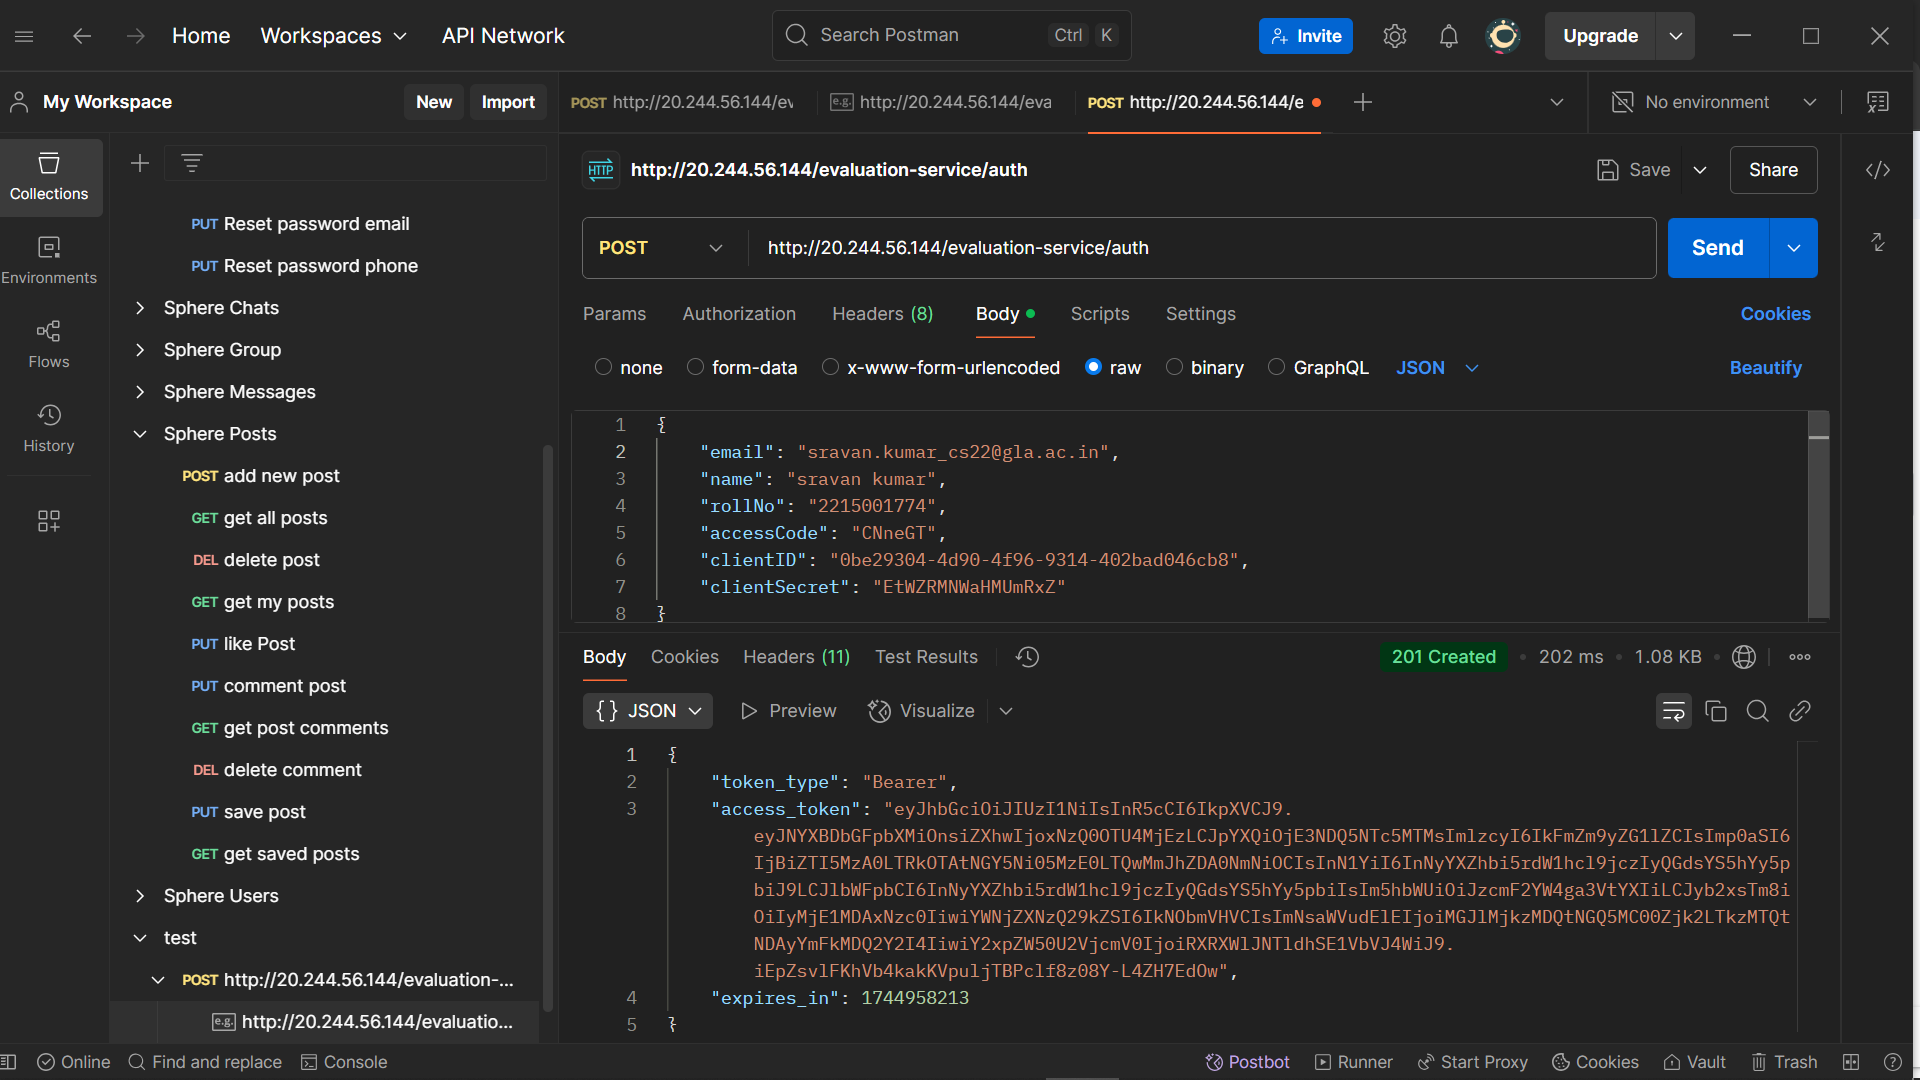 Home Workspaces API Network Search Postman Ctrl K Invite Upgrade
My Workspace New Import POST http://20.244.56.144/ev e.g. http://20.244.56.144/eva POST http://20.244.56.144/e No environment
Collections
Environments
Flows
History
PUT Reset password email
PUT Reset password phone
Sphere Chats
Sphere Group
Sphere Messages
Sphere Posts
POST add new post
GET get all posts
DEL delete post
GET get my posts
PUT like Post
PUT comment post
GET get post comments
DEL delete comment
PUT save post
GET get saved posts
Sphere Users
test
POST http://20.244.56.144/evaluation-...
e.g. http://20.244.56.144/evaluatio...
HTTP http://20.244.56.144/evaluation-service/auth Save Share
POST http://20.244.56.144/evaluation-service/auth Send
Params Authorization Headers (8) Body Scripts Settings Cookies
none form-data x-www-form-urlencoded raw binary GraphQL JSON Beautify
1 {
2 "email": "sravan.kumar_cs22@gla.ac.in",
3 "name": "sravan kumar",
4 "rollNo": "2215001774",
5 "accessCode": "CNneGT",
6 "clientID": "0be29304-4d90-4f96-9314-402bad046cb8",
7 "clientSecret": "EtWZRMNWaHMUmRxZ"
8 }
Body Cookies Headers (11) Test Results 201 Created 202 ms 1.08 KB
{} JSON Preview Visualize
1 {
2 "token_type": "Bearer",
3 "access_token": "eyJhbGciOiJIUzI1NiIsInR5cCI6IkpXVCJ9.
eyJNYXBDbGFpbXMiOnsiZXhwIjoxNzQ0OTU4MjEzLCJpYXQiOjE3NDQ5NTc5MTMsImlzcyI6IkFmZm9yZG1lZCIsImp0aSI6
IjBiZTI5MzA0LTRkOTAtNGY5Ni05MzE0LTQwMmJhZDA0NmNiOCIsInN1YiI6InNyYXZhbi5rdW1hcl9jczIyQGdsYS5hYy5p
biJ9LCJlbWFpbCI6InNyYXZhbi5rdW1hcl9jczIyQGdsYS5hYy5pbiIsIm5hbWUiOiJzcmF2YW4ga3VtYXIiLCJyb2xsTm8i
OiIyMjE1MDAxNzc0IiwiYWNjZXNzQ29kZSI6IkNObmVHVCIsImNsaWVudElEIjoiMGJlMjkzMDQtNGQ5MC00Zjk2LTkzMTQt
NDAyYmFkMDQ2Y2I4IiwiY2xpZW50U2VjcmV0IjoiRXRXWlJNTldhSE1VbVJ4WiJ9.
iEpZsvlFKhVb4kakKVpuljTBPclf8z08Y-L4ZH7EdOw",
4 "expires_in": 1744958213
5 }
Online Find and replace Console Postbot Runner Start Proxy Cookies Vault Trash